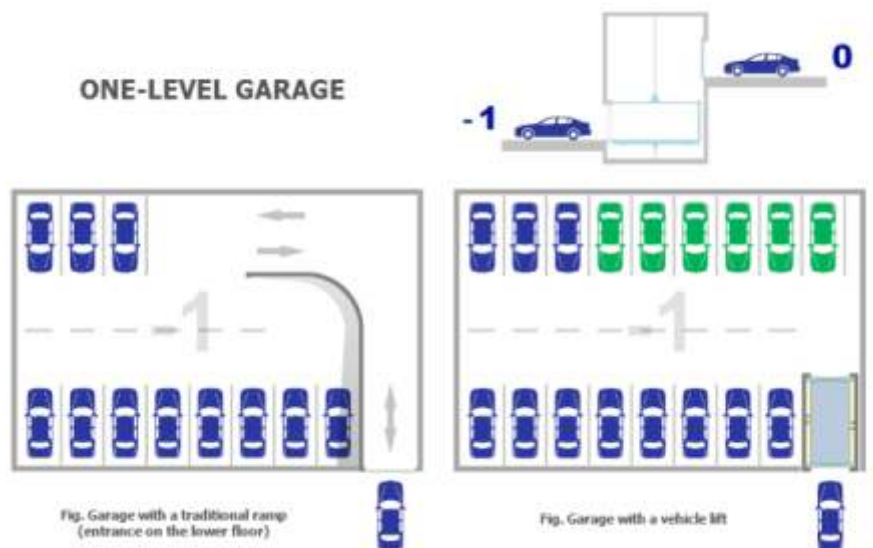 ONE-LEVEL GARAGE
0
-1
-1
-1
Fig. Garage with a traditional ramp
(entrance on the lower floor)
Fig. Garage with a vehicle lift